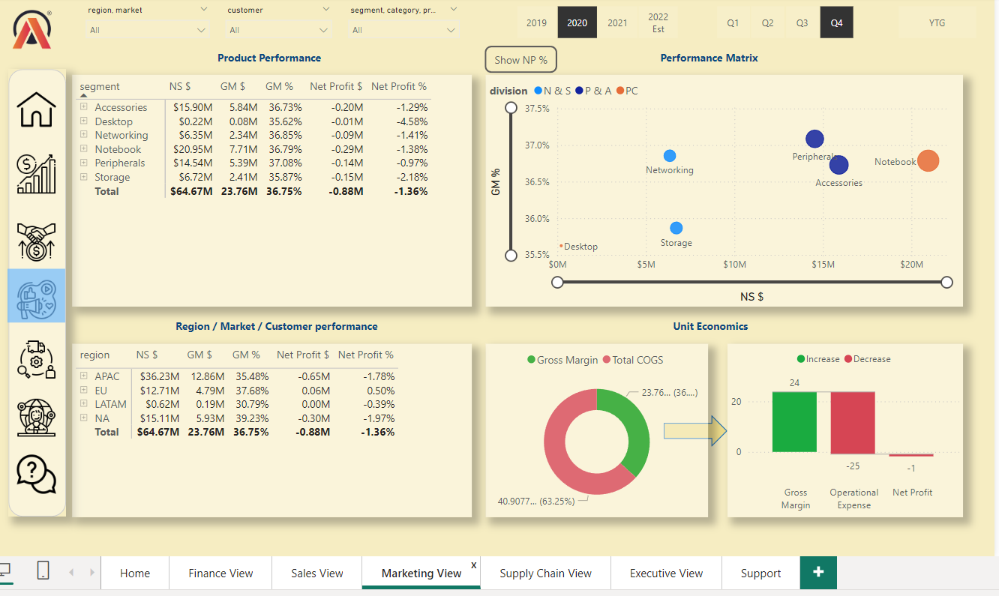 region, market
customer
segment, category, pr...
All
All
All
2019
2020
2021
2022
Est
Q1
Q2
Q3
Q4
YTG
Product Performance
segment NS $ GM $ GM % Net Profit $ Net Profit %
Accessories $15.90M 5.84M 36.73% -0.20M -1.29%
Desktop $0.22M 0.08M 35.62% -0.01M -4.58%
Networking $6.35M 2.34M 36.85% -0.09M -1.41%
Notebook $20.95M 7.71M 36.79% -0.29M -1.38%
Peripherals $14.54M 5.39M 37.08% -0.14M -0.97%
Storage $6.72M 2.41M 35.87% -0.15M -2.18%
Total $64.67M 23.76M 36.75% -0.88M -1.36%
Show NP %
Performance Matrix
division N & S P & A PC
GM %
37.5%
37.0%
36.5%
36.0%
35.5%
Peripherals
Networking
Accessories
Notebook
Storage
Desktop
$0M $5M $10M $15M $20M
NS $
Region / Market / Customer performance
region NS $ GM $ GM % Net Profit $ Net Profit %
APAC $36.23M 12.86M 35.48% -0.65M -1.78%
EU $12.71M 4.79M 37.68% 0.06M 0.50%
LATAM $0.62M 0.19M 30.79% 0.00M -0.39%
NA $15.11M 5.93M 39.23% -0.30M -1.97%
Total $64.67M 23.76M 36.75% -0.88M -1.36%
Unit Economics
Gross Margin Total COGS
23.76... (36....)
40.9077... (63.25%)
Increase Decrease
20
0
24
-25
-1
Gross
Margin
Operational
Expense
Net Profit
Home
Finance View
Sales View
Marketing View
x
Supply Chain View
Executive View
Support
+